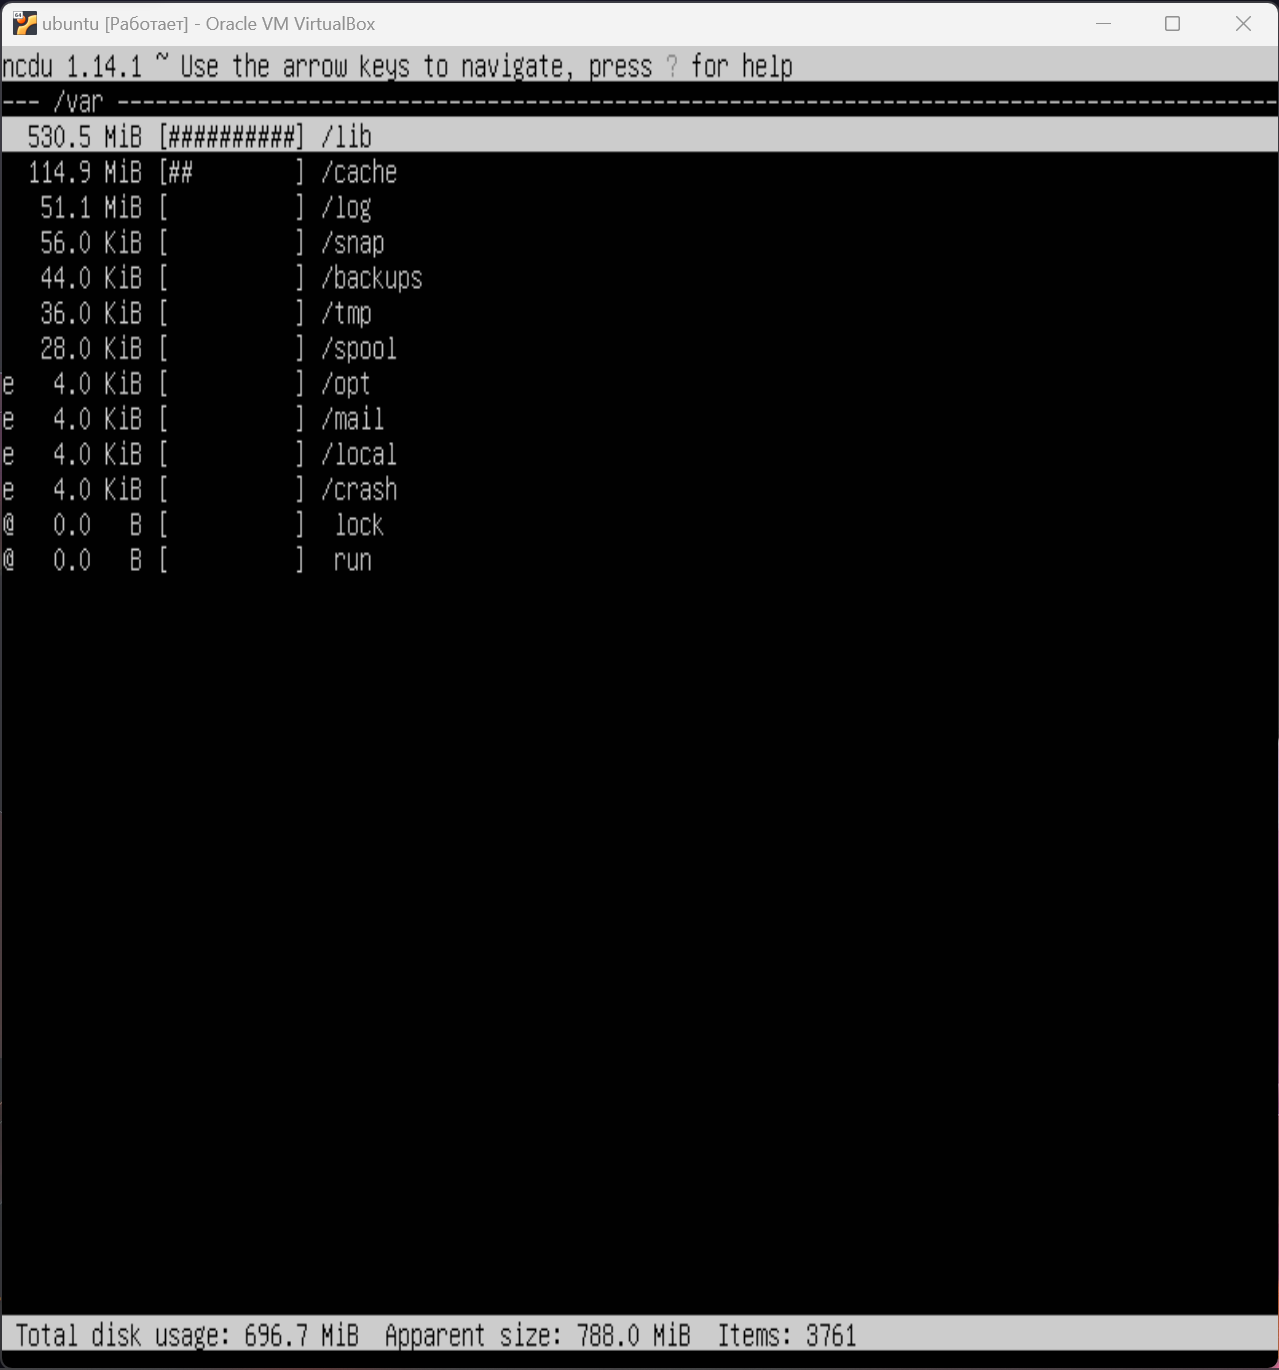 ubuntu [Работает] - Oracle VM VirtualBox
ncdu 1.14.1 ~ Use the arrow keys to navigate, press ? for help
--- /var -------------------------------------------------------------------------------------------
  530.5 MiB [##########] /lib
  114.9 MiB [##        ] /cache
   51.1 MiB [          ] /log
   56.0 KiB [          ] /snap
   44.0 KiB [          ] /backups
   36.0 KiB [          ] /tmp
   28.0 KiB [          ] /spool
e   4.0 KiB [          ] /opt
e   4.0 KiB [          ] /mail
e   4.0 KiB [          ] /local
e   4.0 KiB [          ] /crash
@   0.0   B [          ]  lock
@   0.0   B [          ]  run
Total disk usage: 696.7 MiB  Apparent size: 788.0 MiB  Items: 3761